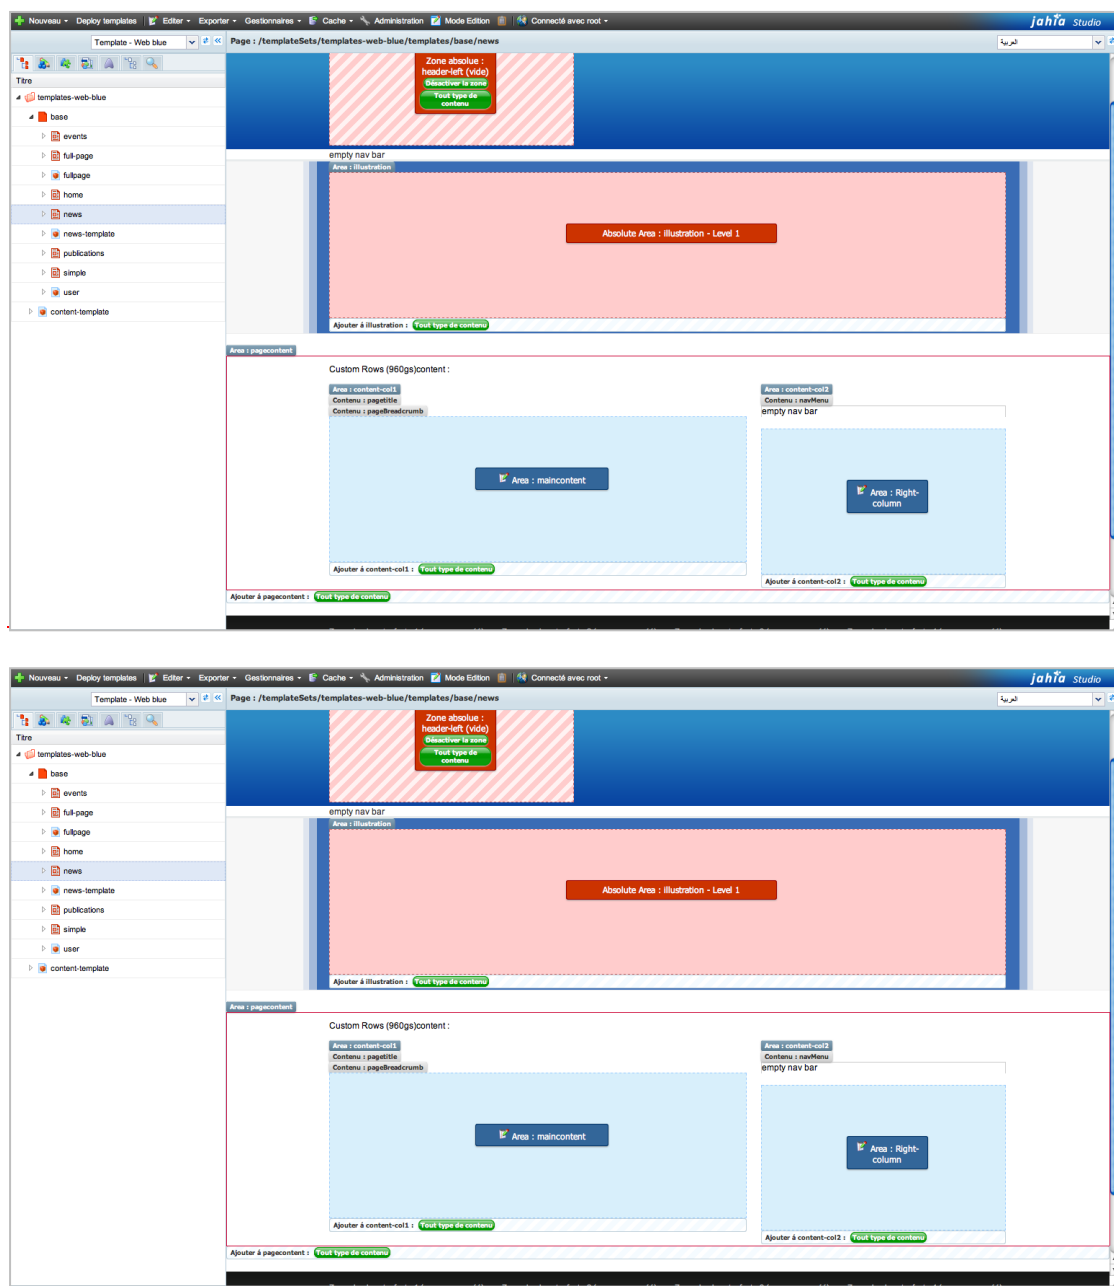 Nouveau Deploy templates Editer Exporter Gestionnaires Cache Administration Mode Edition Connecté avec root jahia Studio
Template - Web blue Page : /templateSets/templates-web-blue/templates/base/news العربية
Titre
templates-web-blue
base
events
full-page
fullpage
home
news
news-template
publications
simple
user
content-template
Zone absolue :
header-left (vide)
Désactiver la zone
Tout type de
contenu
empty nav bar
Area : illustration
Absolute Area : illustration - Level 1
Ajouter à illustration : Tout type de contenu
Area : pagecontent
Custom Rows (960gs)content :
Area : content-col1
Contenu : pagetitle
Contenu : pageBreadcrumb
Area : maincontent
Ajouter à content-col1 : Tout type de contenu
Area : content-col2
Contenu : navMenu
empty nav bar
Area : Right-
column
Ajouter à content-col2 : Tout type de contenu
Ajouter à pagecontent : Tout type de contenu
Nouveau Deploy templates Editer Exporter Gestionnaires Cache Administration Mode Edition Connecté avec root jahia Studio
Template - Web blue Page : /templateSets/templates-web-blue/templates/base/news العربية
Titre
templates-web-blue
base
events
full-page
fullpage
home
news
news-template
publications
simple
user
content-template
Zone absolue :
header-left (vide)
Désactiver la zone
Tout type de
contenu
empty nav bar
Area : illustration
Absolute Area : illustration - Level 1
Ajouter à illustration : Tout type de contenu
Area : pagecontent
Custom Rows (960gs)content :
Area : content-col1
Contenu : pagetitle
Contenu : pageBreadcrumb
Area : maincontent
Ajouter à content-col1 : Tout type de contenu
Area : content-col2
Contenu : navMenu
empty nav bar
Area : Right-
column
Ajouter à content-col2 : Tout type de contenu
Ajouter à pagecontent : Tout type de contenu